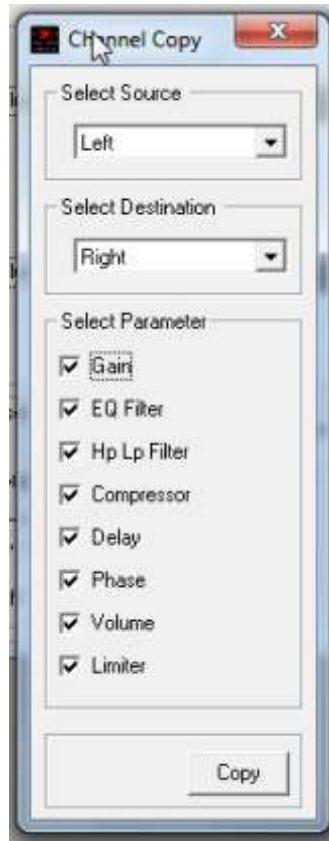 Channel Copy
Select Source
Left
Select Destination
Right
Select Parameter
Gain
EQ Filter
Hp Lp Filter
Compressor
Delay
Phase
Volume
Limiter
Copy